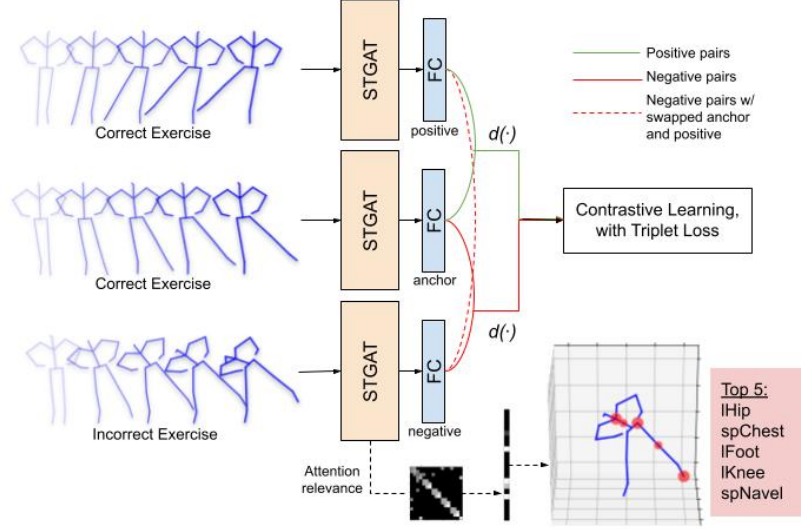 Correct Exercise
STGAT
FC
positive
d(·)
Positive pairs
Negative pairs
Negative pairs w/
swapped anchor
and positive
Correct Exercise
STGAT
FC
anchor
Contrastive Learning,
with Triplet Loss
d(·)
Incorrect Exercise
STGAT
FC
negative
Attention
relevance
Top 5:
lHip
spChest
lFoot
lKnee
spNavel